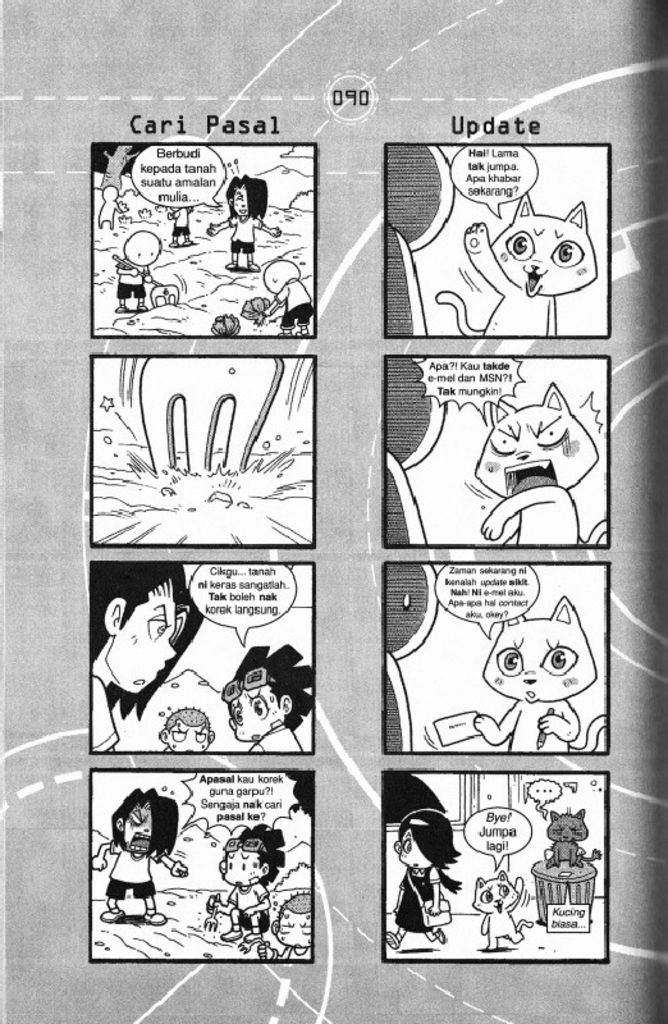 090
Cari Pasal
Berbudi
kepada tanah
suatu amalan
mulia...
Cikgu... tanah
ni keras sangatlah.
Tak boleh nak
korek langsung.
Apasal kau korek
guna garpu?!
Sengaja nak cari
pasal ke?
Update
Hai! Lama
tak jumpa.
Apa khabar
sekarang?
Apa?! Kau takde
e-mel dan MSN?!
Tak mungkin!
Zaman sekarang ni
kenalah update sikit.
Nah! Ni e-mel aku.
Apa-apa hal contact
aku, okey?
Bye!
Jumpa
lagi!
Kucing
biasa...